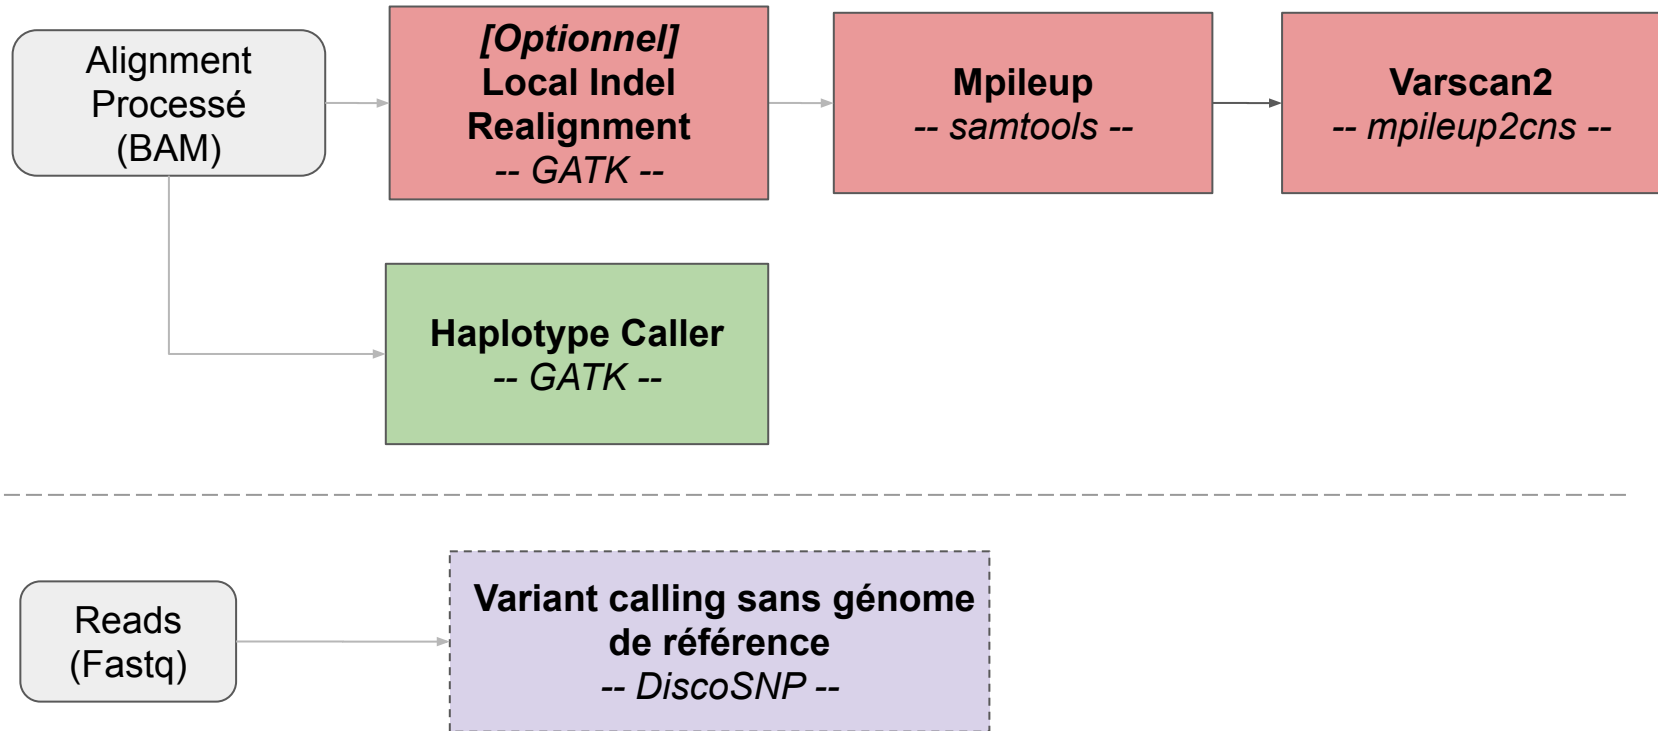 Alignment
Processé
(BAM)
[Optionnel]
Local Indel
Realignment
-- GATK --
Mpileup
-- samtools --
Varscan2
-- mpileup2cns --
Haplotype Caller
-- GATK --
Reads
(Fastq)
Variant calling sans génome
de référence
-- DiscoSNP --